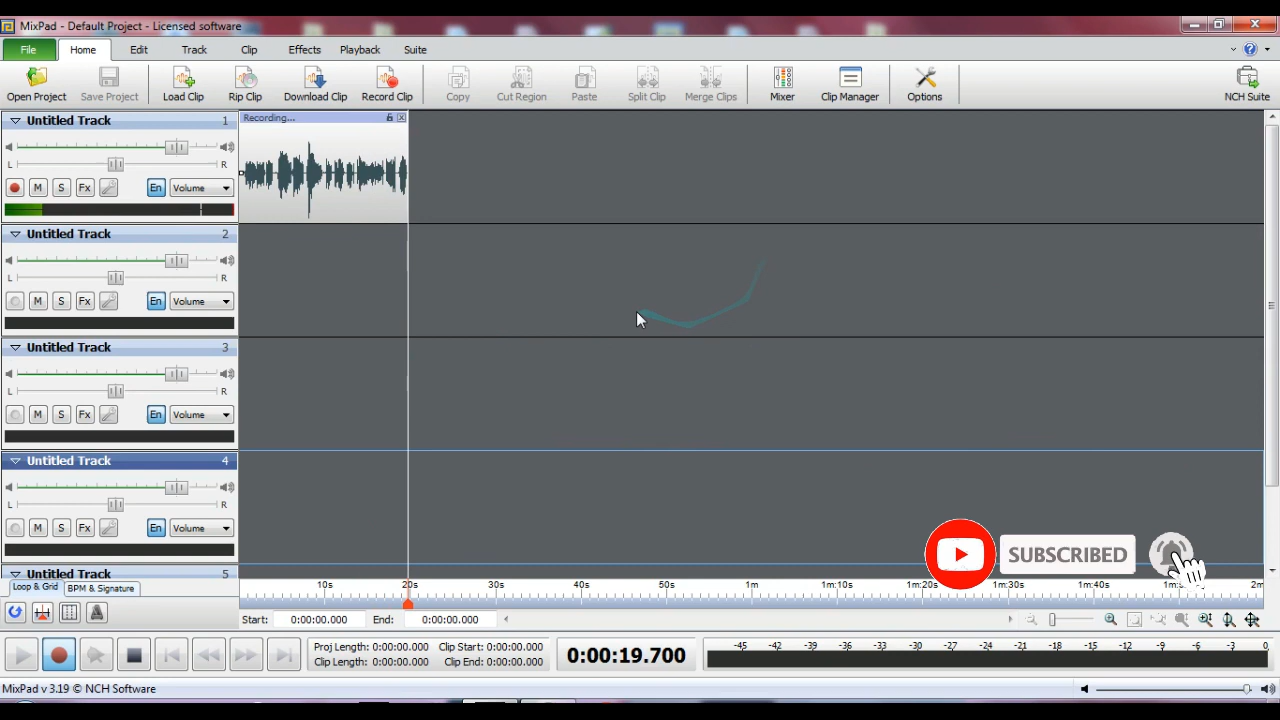 MixPad - Default Project - Licensed software
File Home Edit Track Clip Effects Playback Suite
Open Project Save Project Load Clip Rip Clip Download Clip Record Clip Copy Cut Region Paste Split Clip Merge Clips Mixer Clip Manager Options NCH Suite
Untitled Track 1
Recording...
L R
M S Fx En Volume
Untitled Track 2
L R
M S Fx En Volume
Untitled Track 3
L R
M S Fx En Volume
Untitled Track 4
L R
M S Fx En Volume
SUBSCRIBED
Untitled Track 5
Loop & Grid BPM & Signature
10s 20s 30s 40s 50s 1m 1m:10s 1m:20s 1m:30s 1m:40s 2m
Start: 0:00:00.000 End: 0:00:00.000
Proj Length: 0:00:00.000 Clip Start: 0:00:00.000
Clip Length: 0:00:00.000 Clip End: 0:00:00.000
0:00:19.700
-45 -42 -39 -36 -33 -30 -27 -24 -21 -18 -15 -12 -9 -6 -3 0
MixPad v 3.19 © NCH Software